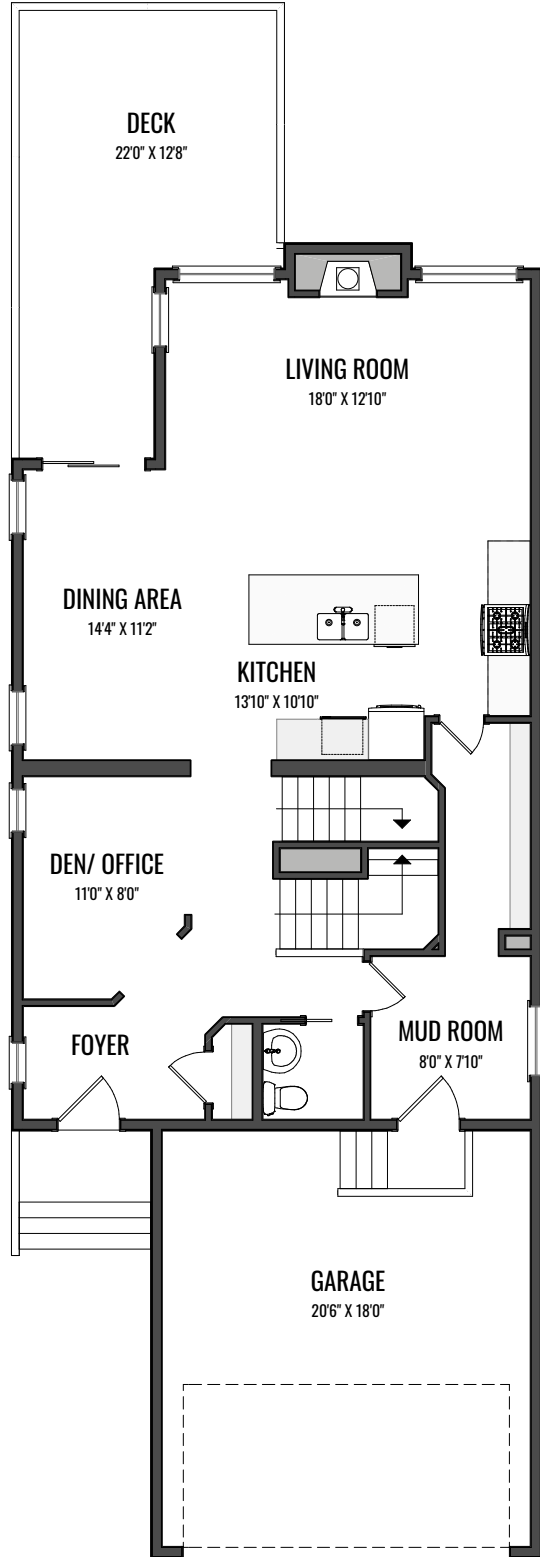 DECK
22'0" X 12'8"
LIVING ROOM
18'0" X 12'10"
DINING AREA
14'4" X 11'2"
KITCHEN
13'10" X 10'10"
DEN/ OFFICE
11'0" X 8'0"
FOYER
MUD ROOM
8'0" X 7'10"
GARAGE
20'6" X 18'0"